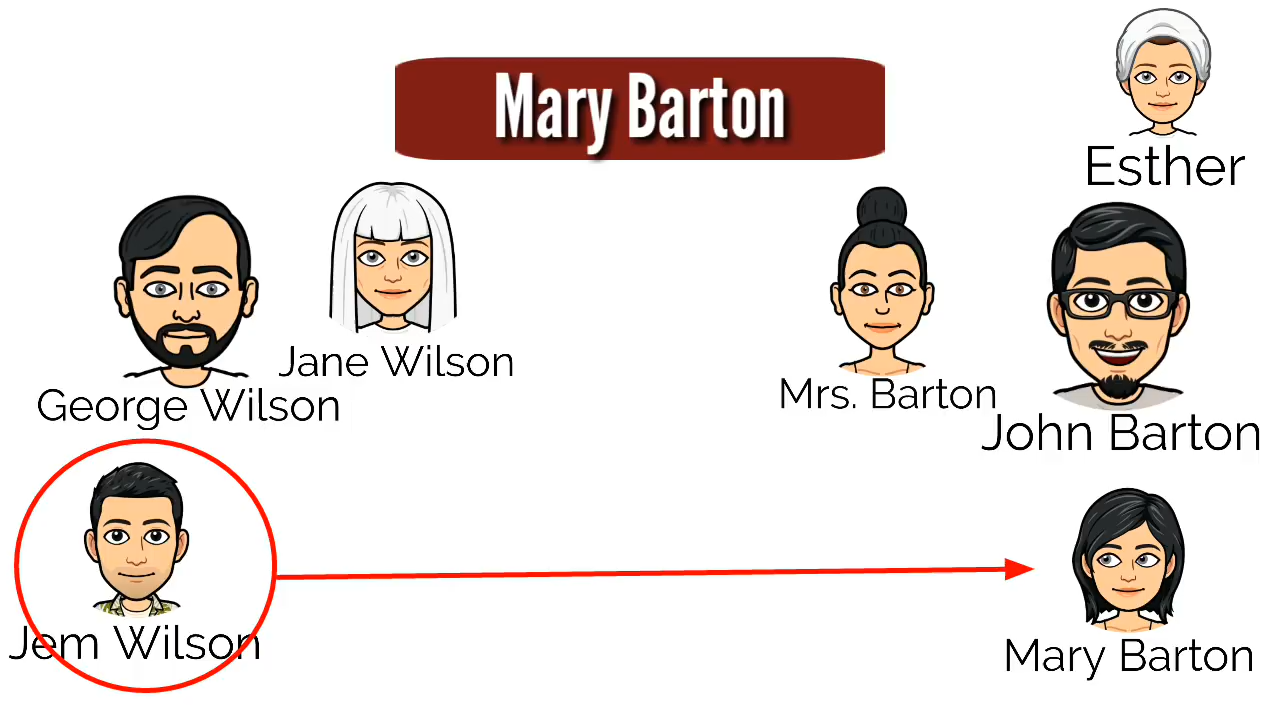 Mary Barton
Esther
Jane Wilson
George Wilson
Mrs. Barton
John Barton
Jem Wilson
Mary Barton